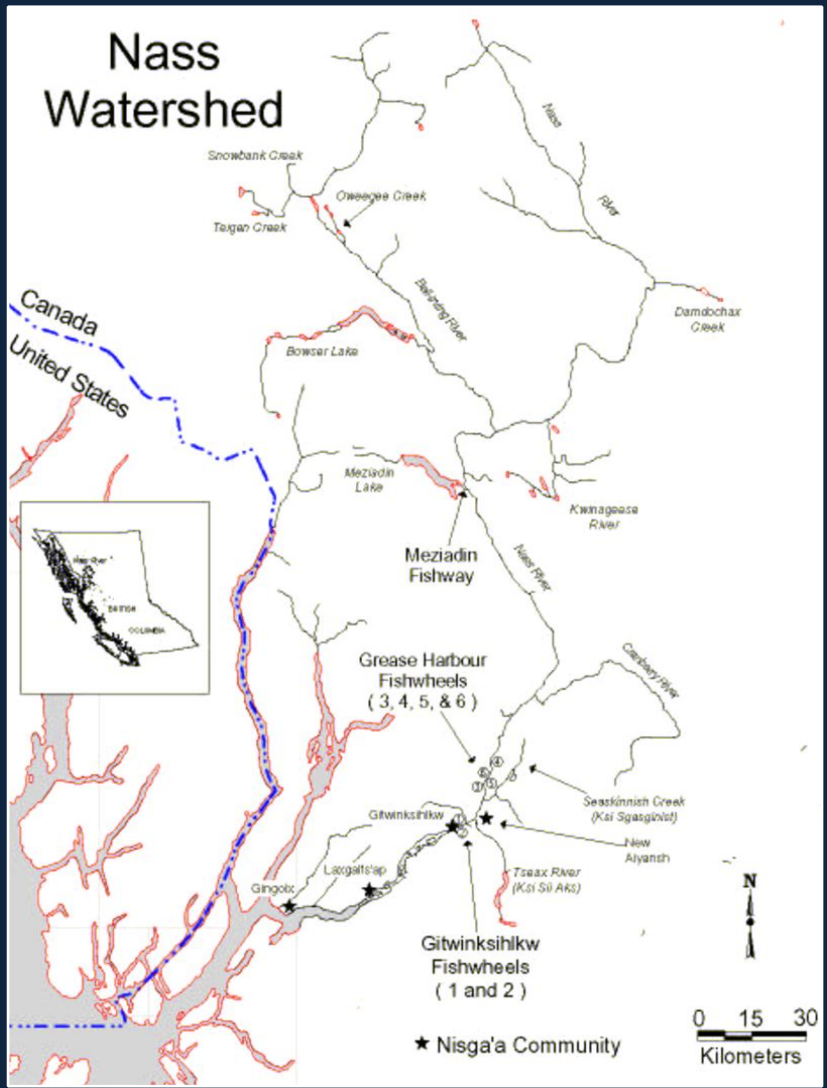 Nass
Watershed
Nass
River
Snowbank Creek
Oweegee Creek
Teigen Creek
Bell-Irving River
Damdochax
Creek
Canada
United States
Bowser Lake
Meziadin
Lake
Kwinageese
River
Meziadin
Fishway
Nass River
BRITISH
COLUMBIA
Cranberry River
Grease Harbour
Fishwheels
( 3, 4, 5, & 6 )
Seaskinnish Creek
(Ksi Sgasginist)
Gitwinksihlkw
New
Aiyansh
Laxgalts'ap
Tseax River
(Ksi Sii Aks)
Gingolx
Gitwinksihlkw
Fishwheels
( 1 and 2 )
N
0 15 30
Kilometers
★ Nisga'a Community